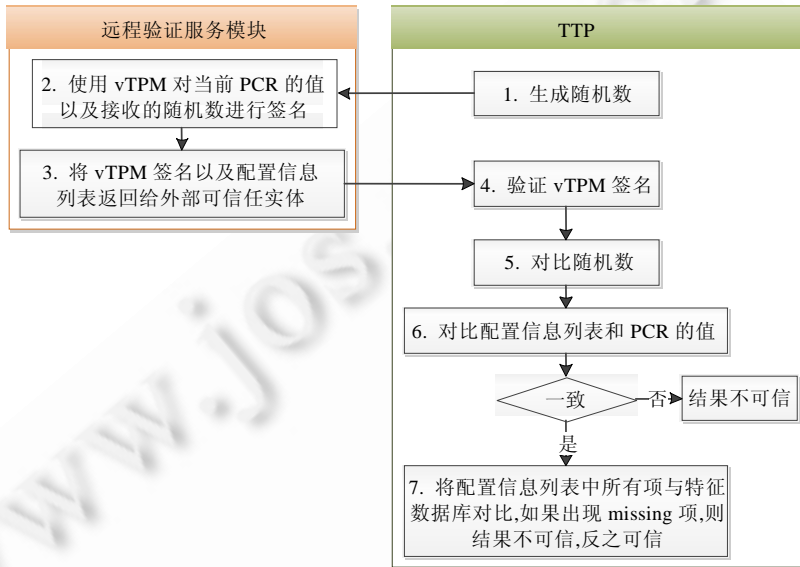 远程验证服务模块
TTP
2. 使用 vTPM 对当前 PCR 的值
以及接收的随机数进行签名
1. 生成随机数
3. 将 vTPM 签名以及配置信息
列表返回给外部可信任实体
4. 验证 vTPM 签名
5. 对比随机数
6. 对比配置信息列表和 PCR 的值
一致
否
结果不可信
是
7. 将配置信息列表中所有项与特征
数据库对比,如果出现 missing 项,则
结果不可信,反之可信
www.jos